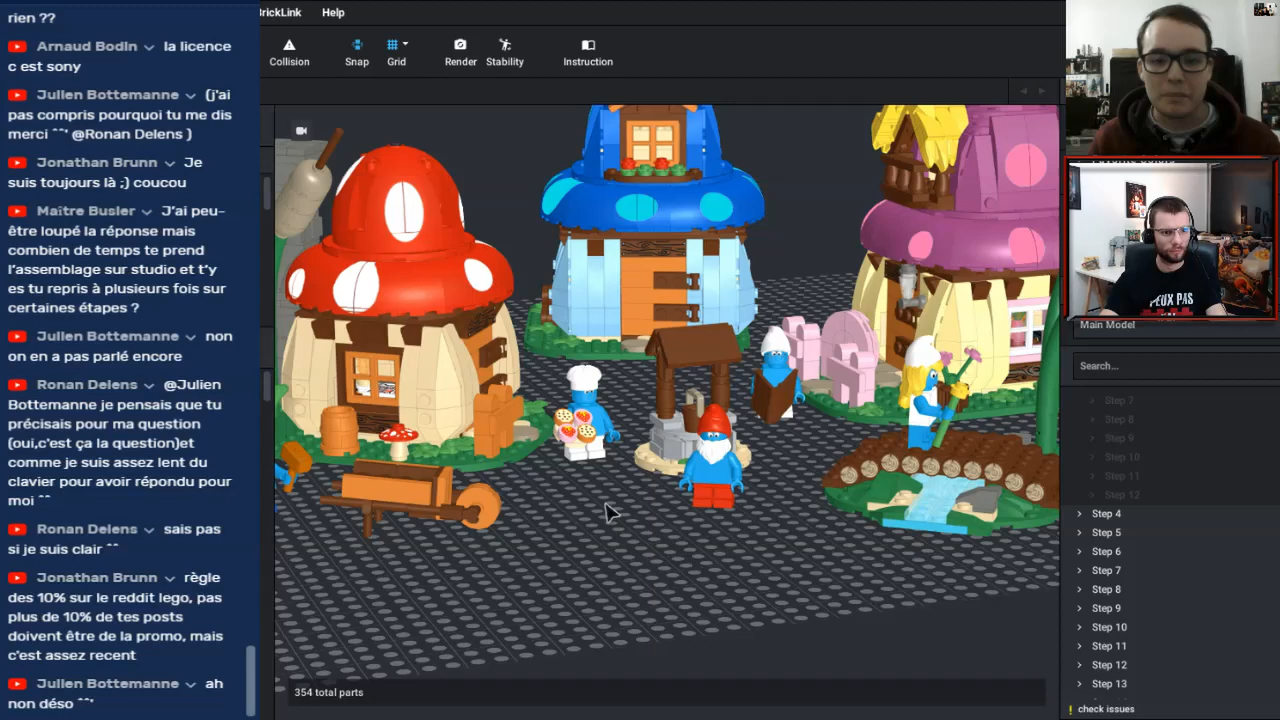 rien ??
Arnaud Bodin la licence
c est sony
Julien Bottemanne (j'ai
pas compris pourquoi tu me dis
merci ^^' @Ronan Delens )
Jonathan Brunn Je
suis toujours là ;) coucou
Maître Busler J'ai peu-
être loupé la réponse mais
combien de temps te prend
l'assemblage sur studio et t'y
es tu repris à plusieurs fois sur
certaines étapes ?
Julien Bottemanne non
on en a pas parlé encore
Ronan Delens @Julien
Bottemanne je pensais que tu
précisais pour ma question
(oui,c'est ça la question)et
comme je suis assez lent du
clavier pour avoir répondu pour
moi ^^
Ronan Delens sais pas
si je suis clair ^^
Jonathan Brunn règle
des 10% sur le reddit lego, pas
plus de 10% de tes posts
doivent être de la promo, mais
c'est assez recent
Julien Bottemanne ah
non déso ^^'
BrickLink Help
Collision
Snap
Grid
Render
Stability
Instruction
354 total parts
PEUX PAS
Main Model
Search...
Step 7
Step 8
Step 9
Step 10
Step 11
Step 12
Step 4
Step 5
Step 6
Step 7
Step 8
Step 9
Step 10
Step 11
Step 12
Step 13
check issues